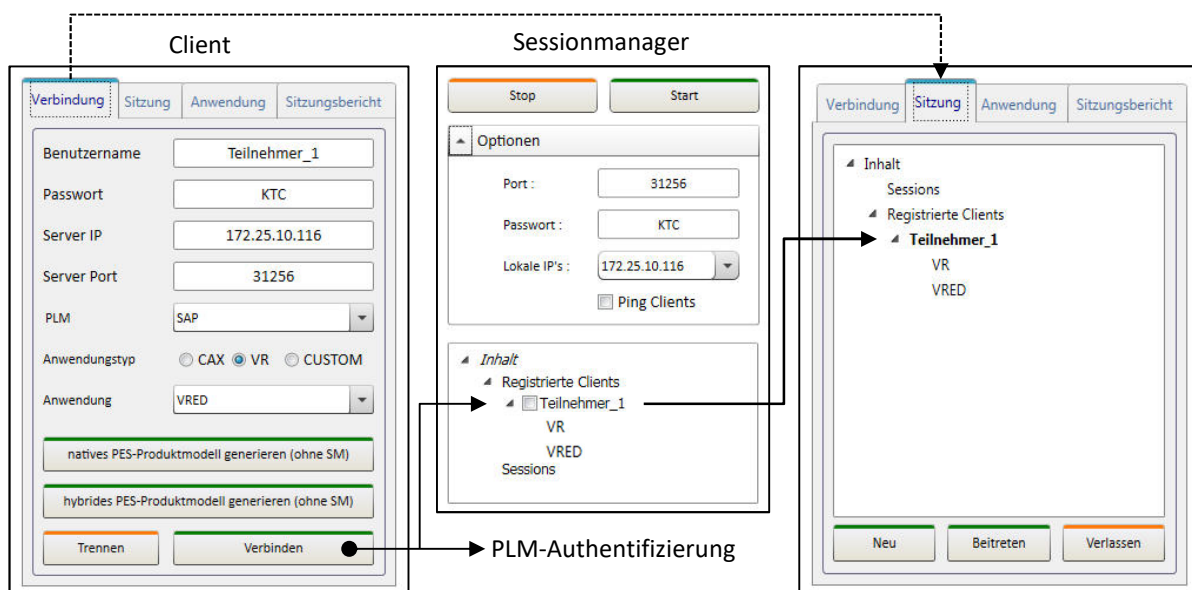 Client
Sessionmanager
Verbindung Sitzung Anwendung Sitzungsbericht
Benutzername Teilnehmer_1
Passwort KTC
Server IP 172.25.10.116
Server Port 31256
PLM SAP
Anwendungstyp CAX VR CUSTOM
Anwendung VRED
natives PES-Produktmodell generieren (ohne SM)
hybrides PES-Produktmodell generieren (ohne SM)
Trennen Verbinden
Stop Start
Optionen
Port : 31256
Passwort : KTC
Lokale IP's : 172.25.10.116
Ping Clients
Inhalt
Registrierte Clients
Teilnehmer_1
VR
VRED
Sessions
PLM-Authentifizierung
Verbindung Sitzung Anwendung Sitzungsbericht
Inhalt
Sessions
Registrierte Clients
Teilnehmer_1
VR
VRED
Neu Beitreten Verlassen